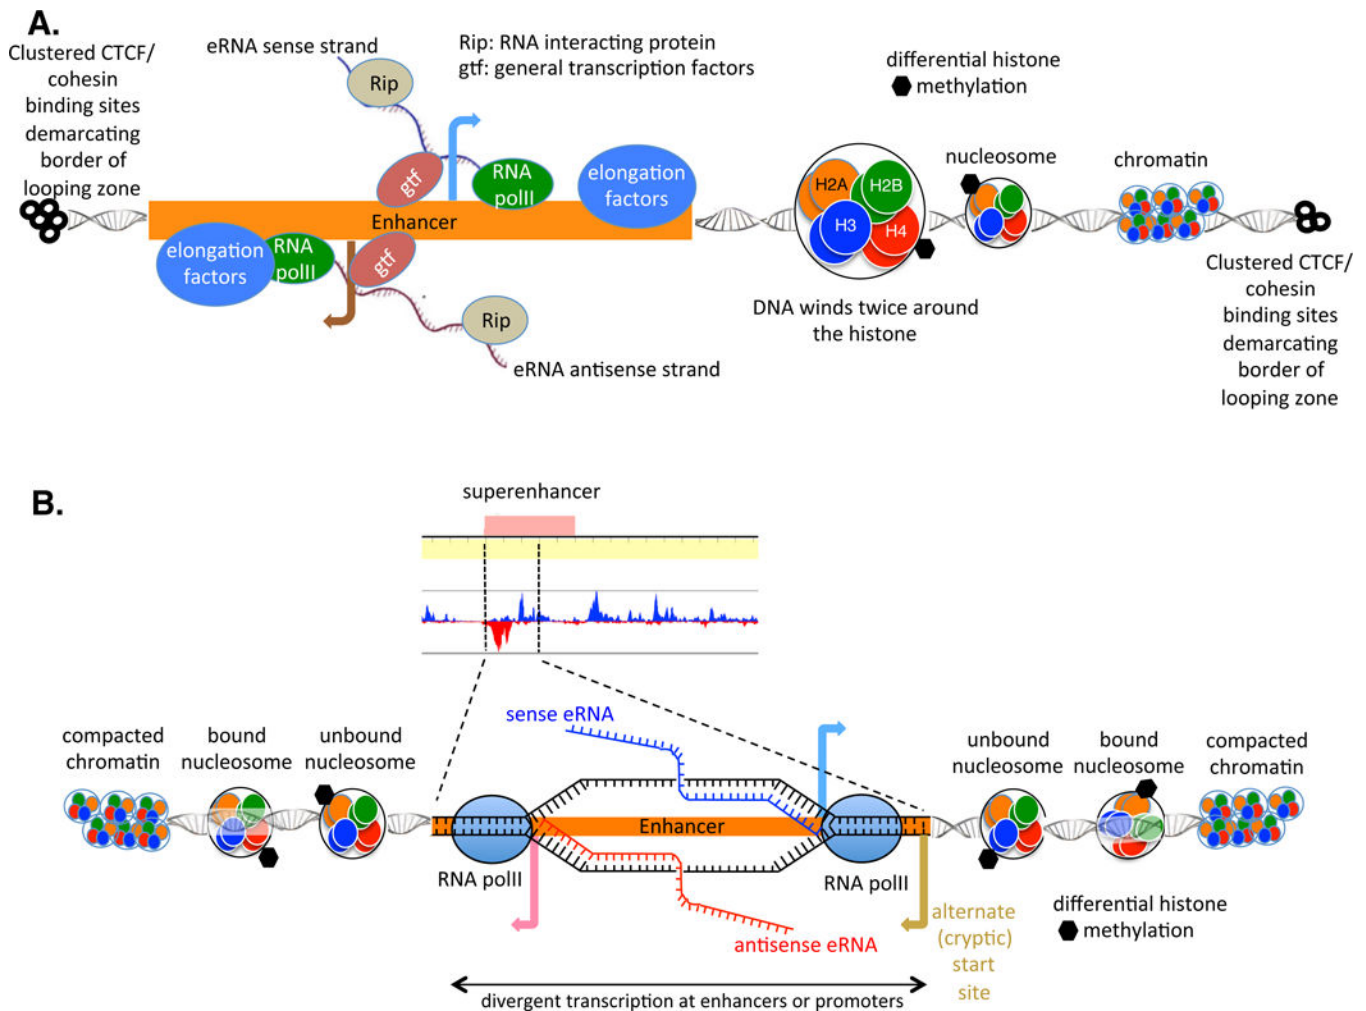 A.
Clustered CTCF/
cohesin
binding sites
demarcating
border of
looping zone
eRNA sense strand
Rip
Rip: RNA interacting protein
gtf: general transcription factors
differential histone
methylation
gtf
RNA
polII
elongation
factors
Enhancer
elongation
factors
RNA
polII
gtf
Rip
eRNA antisense strand
H2A
H2B
H3
H4
DNA winds twice around
the histone
nucleosome
chromatin
Clustered CTCF/
cohesin
binding sites
demarcating
border of
looping zone
B.
superenhancer
compacted
chromatin
bound
nucleosome
unbound
nucleosome
sense eRNA
Enhancer
RNA polII
RNA polII
antisense eRNA
alternate
(cryptic)
start
site
unbound
nucleosome
bound
nucleosome
compacted
chromatin
differential histone
methylation
divergent transcription at enhancers or promoters